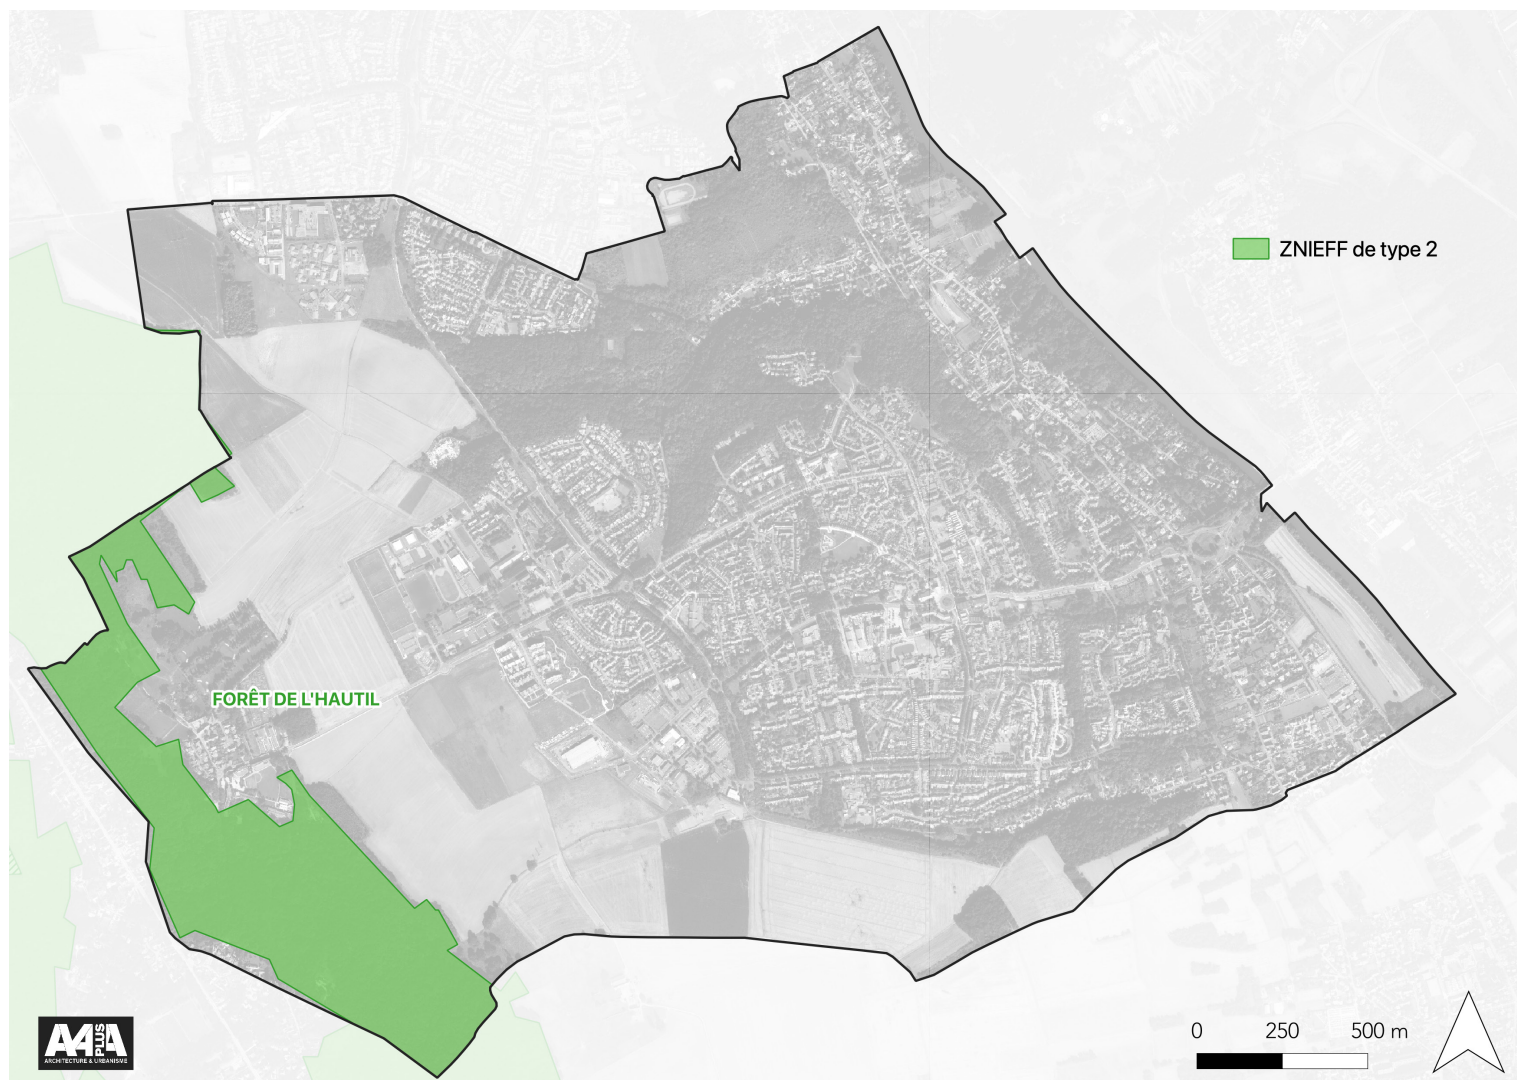 ZNIEFF de type 2
FORÊT DE L'HAUTIL
0 250 500 m
A4 PLUS A
ARCHITECTURE & URBANISME